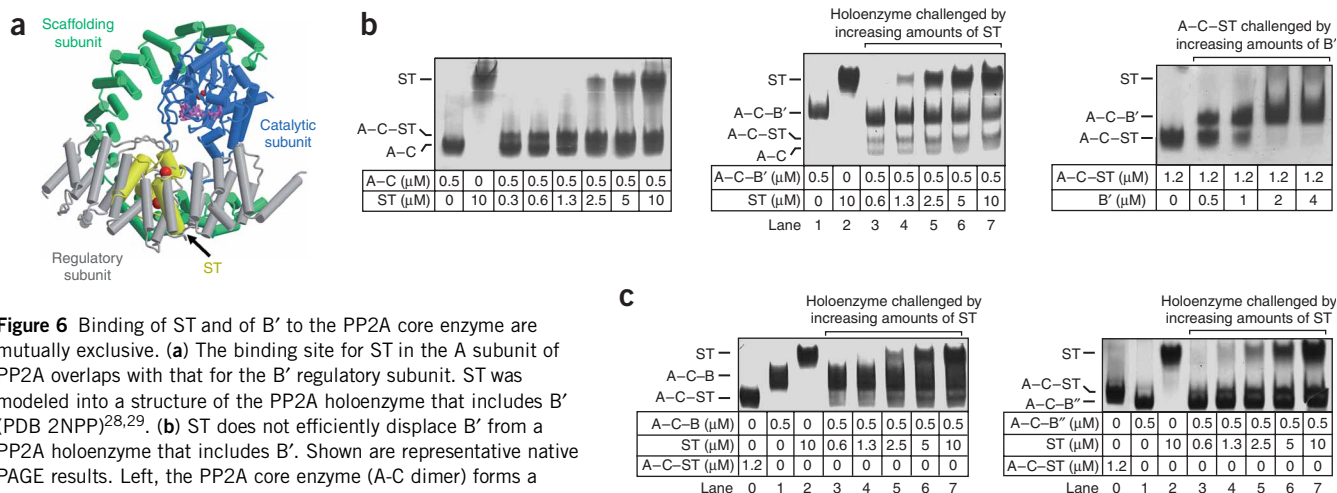 a
Scaffolding
subunit
Catalytic
subunit
Regulatory
subunit
ST
b
ST
A–C–ST
A–C
A–C (μM) 0.5 0 0.5 0.5 0.5 0.5 0.5 0.5
ST (μM) 0 10 0.3 0.6 1.3 2.5 5 10
Holoenzyme challenged by
increasing amounts of ST
ST
A–C–B′
A–C–ST
A–C
A–C–B′ (μM) 0.5 0 0.5 0.5 0.5 0.5 0.5
ST (μM) 0 10 0.6 1.3 2.5 5 10
Lane 1 2 3 4 5 6 7
A–C–ST challenged by
increasing amounts of B′
ST
A–C–B′
A–C–ST
A–C–ST (μM) 1.2 1.2 1.2 1.2 1.2
B′ (μM) 0 0.5 1 2 4
Figure 6 Binding of ST and of B′ to the PP2A core enzyme are
mutually exclusive. (a) The binding site for ST in the A subunit of
PP2A overlaps with that for the B′ regulatory subunit. ST was
modeled into a structure of the PP2A holoenzyme that includes B′
(PDB 2NPP)28,29. (b) ST does not efficiently displace B′ from a
PP2A holoenzyme that includes B′. Shown are representative native
PAGE results. Left, the PP2A core enzyme (A-C dimer) forms a
c
Holoenzyme challenged by
increasing amounts of ST
ST
A–C–B
A–C–ST
A–C–B (μM) 0 0.5 0 0.5 0.5 0.5 0.5 0.5
ST (μM) 0 0 10 0.6 1.3 2.5 5 10
A–C–ST (μM) 1.2 0 0 0 0 0 0 0
Lane 0 1 2 3 4 5 6 7
Holoenzyme challenged by
increasing amounts of ST
ST
A–C–ST
A–C–B″
A–C–B″ (μM) 0 0.5 0 0.5 0.5 0.5 0.5 0.5
ST (μM) 0 0 10 0.6 1.3 2.5 5 10
A–C–ST (μM) 1.2 0 0 0 0 0 0 0
Lane 0 1 2 3 4 5 6 7